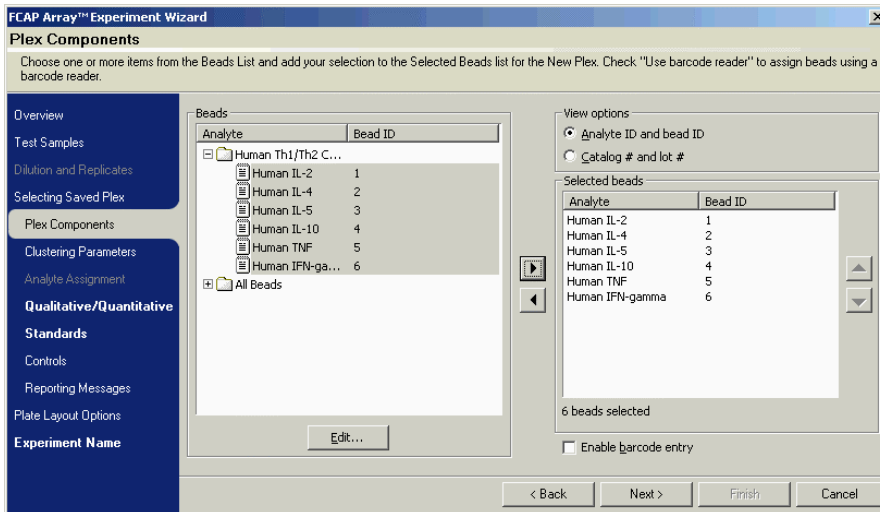 FCAP Array™ Experiment Wizard
Plex Components
Choose one or more items from the Beads List and add your selection to the Selected Beads list for the New Plex. Check "Use barcode reader" to assign beads using a
barcode reader.
Overview
Test Samples
Dilution and Replicates
Selecting Saved Plex
Plex Components
Clustering Parameters
Analyte Assignment
Qualitative/Quantitative
Standards
Controls
Reporting Messages
Plate Layout Options
Experiment Name
Beads
Analyte Bead ID
Human Th1/Th2 C...
Human IL-2 1
Human IL-4 2
Human IL-5 3
Human IL-10 4
Human TNF 5
Human IFN-ga... 6
All Beads
Edit...
View options
Analyte ID and bead ID
Catalog # and lot #
Selected beads
Analyte Bead ID
Human IL-2 1
Human IL-4 2
Human IL-5 3
Human IL-10 4
Human TNF 5
Human IFN-gamma 6
6 beads selected
Enable barcode entry
< Back Next > Finish Cancel